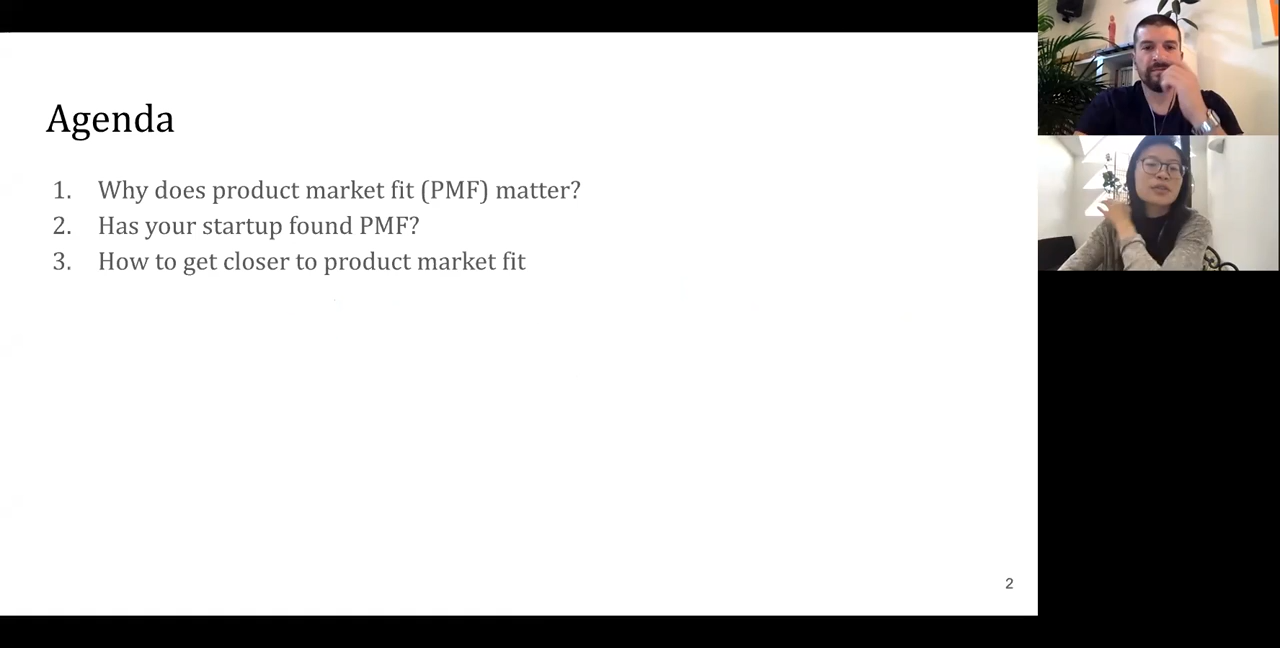 Agenda
1. Why does product market fit (PMF) matter?
2. Has your startup found PMF?
3. How to get closer to product market fit
2